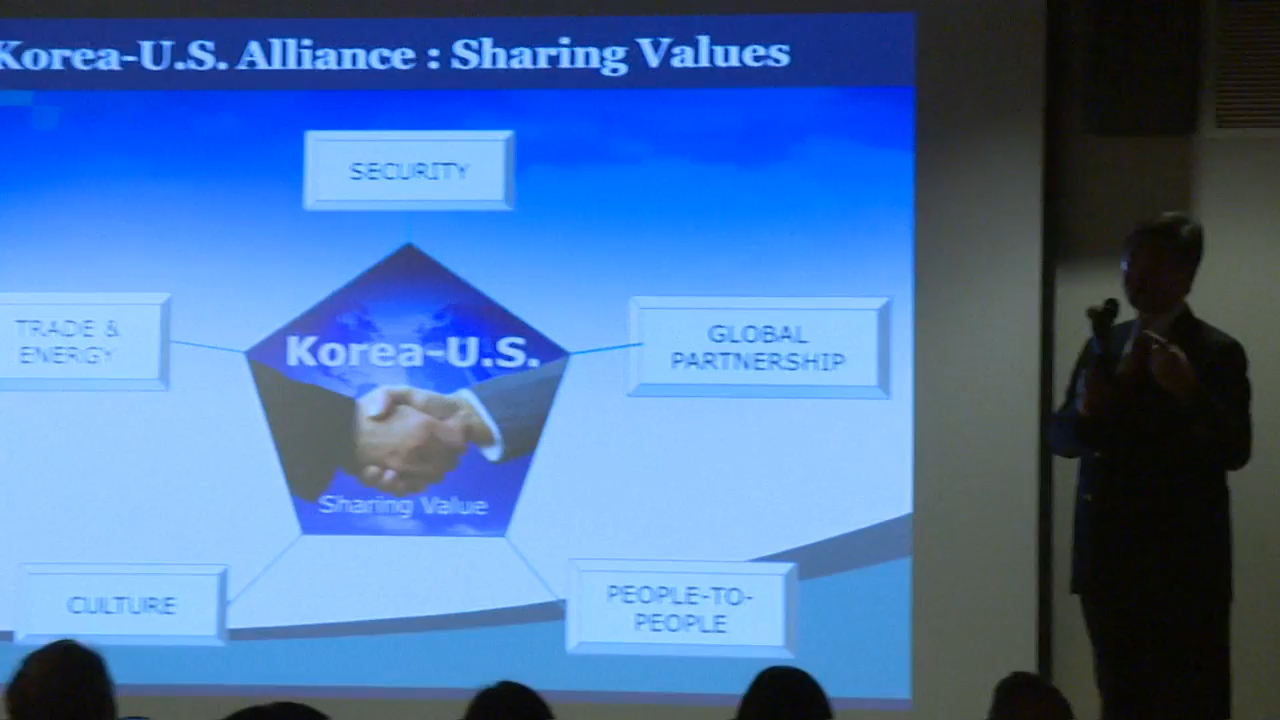 Korea-U.S. Alliance : Sharing Values
SECURITY
TRADE &
ENERGY
GLOBAL
PARTNERSHIP
Korea-U.S.
Sharing Value
CULTURE
PEOPLE-TO-
PEOPLE